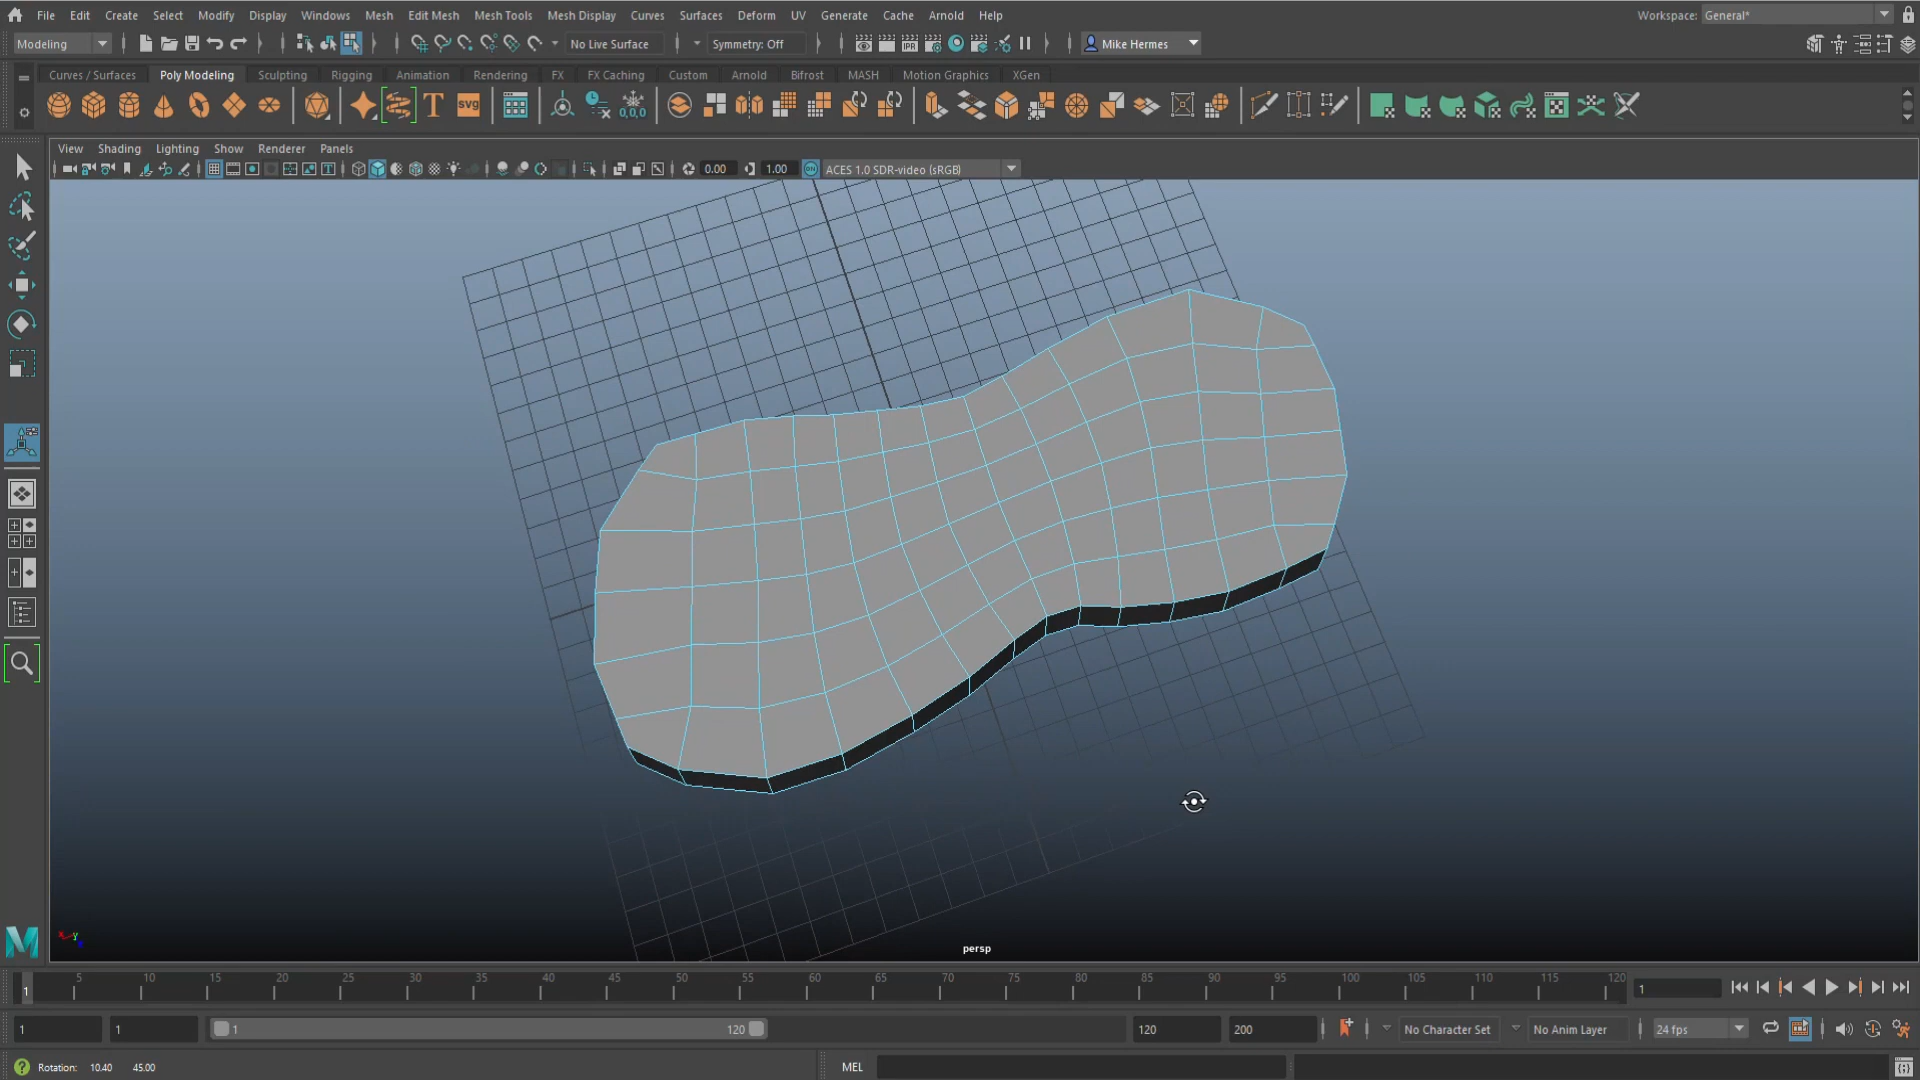 File Edit Create Select Modify Display Windows Mesh Edit Mesh Mesh Tools Mesh Display Curves Surfaces Deform UV Generate Cache Arnold Help Workspace: General*
Modeling No Live Surface Symmetry: Off Mike Hermes
Curves / Surfaces Poly Modeling Sculpting Rigging Animation Rendering FX FX Caching Custom Arnold Bifrost MASH Motion Graphics XGen
T svg 0,0,0
View Shading Lighting Show Renderer Panels
0.00 1.00 ACES 1.0 SDR-video (sRGB)
persp
5 10 15 20 25 30 35 40 45 50 55 60 65 70 75 80 85 90 95 100 105 110 115 120
1 1
1 1 1 120 120 200 No Character Set No Anim Layer 24 fps
Rotation: 10.40 45.00 MEL